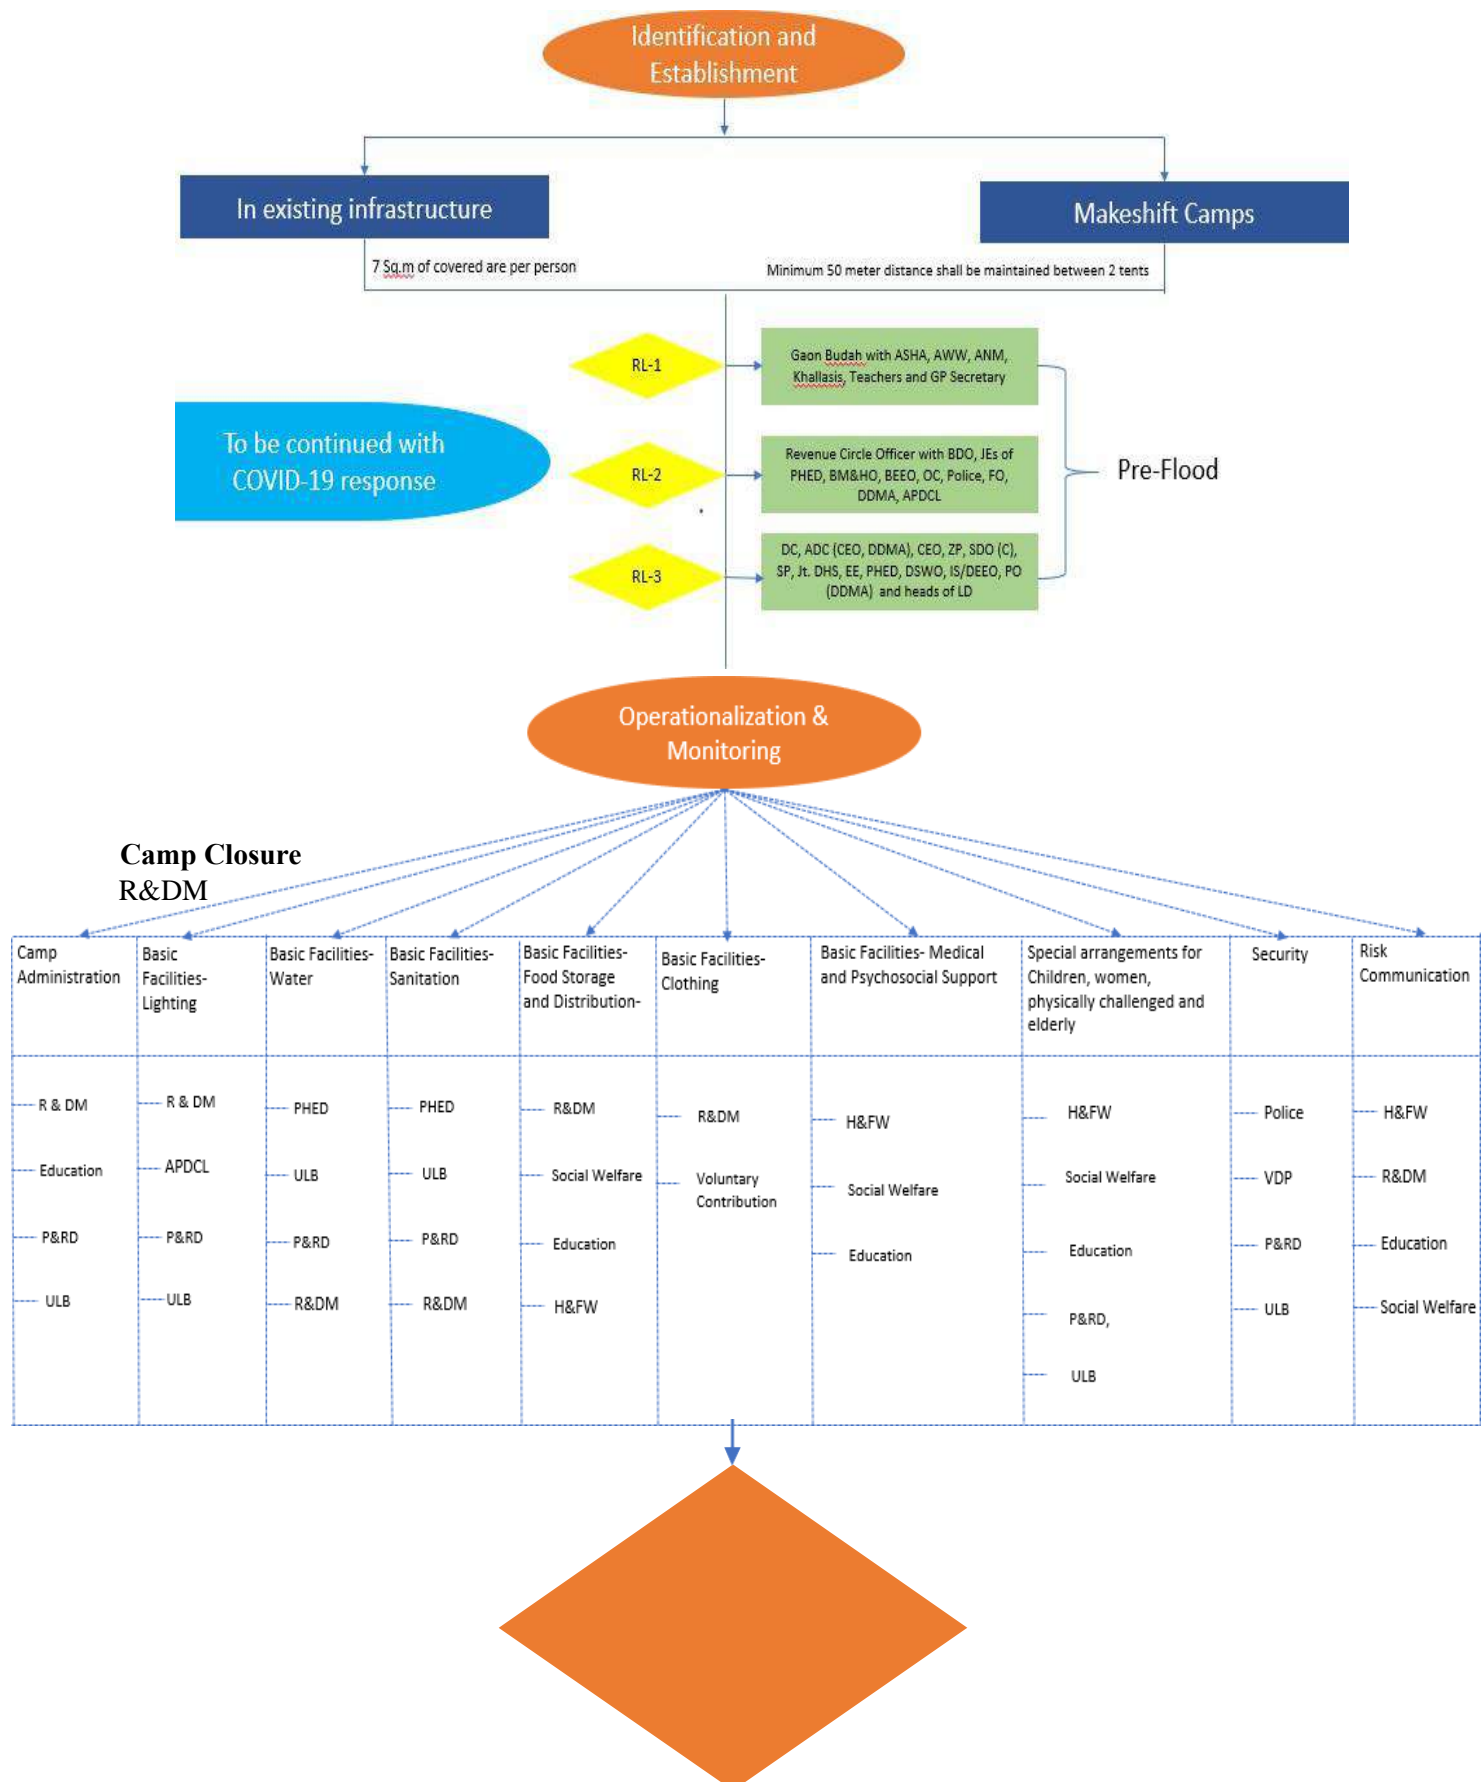 Identification and
Establishment
In existing infrastructure
Makeshift Camps
7 Sq.m of covered are per person
Minimum 50 meter distance shall be maintained between 2 tents
RL-1
Gaon Budah with ASHA, AWW, ANM,
Khallasis, Teachers and GP Secretary
To be continued with
COVID-19 response
RL-2
Revenue Circle Officer with BDO, JEs of
PHED, BM&HO, BEEO, OC, Police, FO,
DDMA, APDCL
Pre-Flood
RL-3
DC, ADC (CEO, DDMA), CEO, ZP, SDO (C),
SP, Jt. DHS, EE, PHED, DSWO, IS/DEEO, PO
(DDMA) and heads of LD
Operationalization &
Monitoring
Camp Closure
R&DM
Camp
Administration
R & DM
Education
P&RD
ULB
Basic
Facilities-
Lighting
R & DM
APDCL
P&RD
ULB
Basic Facilities-
Water
PHED
ULB
P&RD
R&DM
Basic Facilities-
Sanitation
PHED
ULB
P&RD
R&DM
Basic Facilities-
Food Storage
and Distribution-
R&DM
Social Welfare
Education
H&FW
Basic Facilities-
Clothing
R&DM
Voluntary
Contribution
Basic Facilities- Medical
and Psychosocial Support
H&FW
Social Welfare
Education
Special arrangements for
Children, women,
physically challenged and
elderly
H&FW
Social Welfare
Education
P&RD,
ULB
Security
Police
VDP
P&RD
ULB
Risk
Communication
H&FW
R&DM
Education
Social Welfare